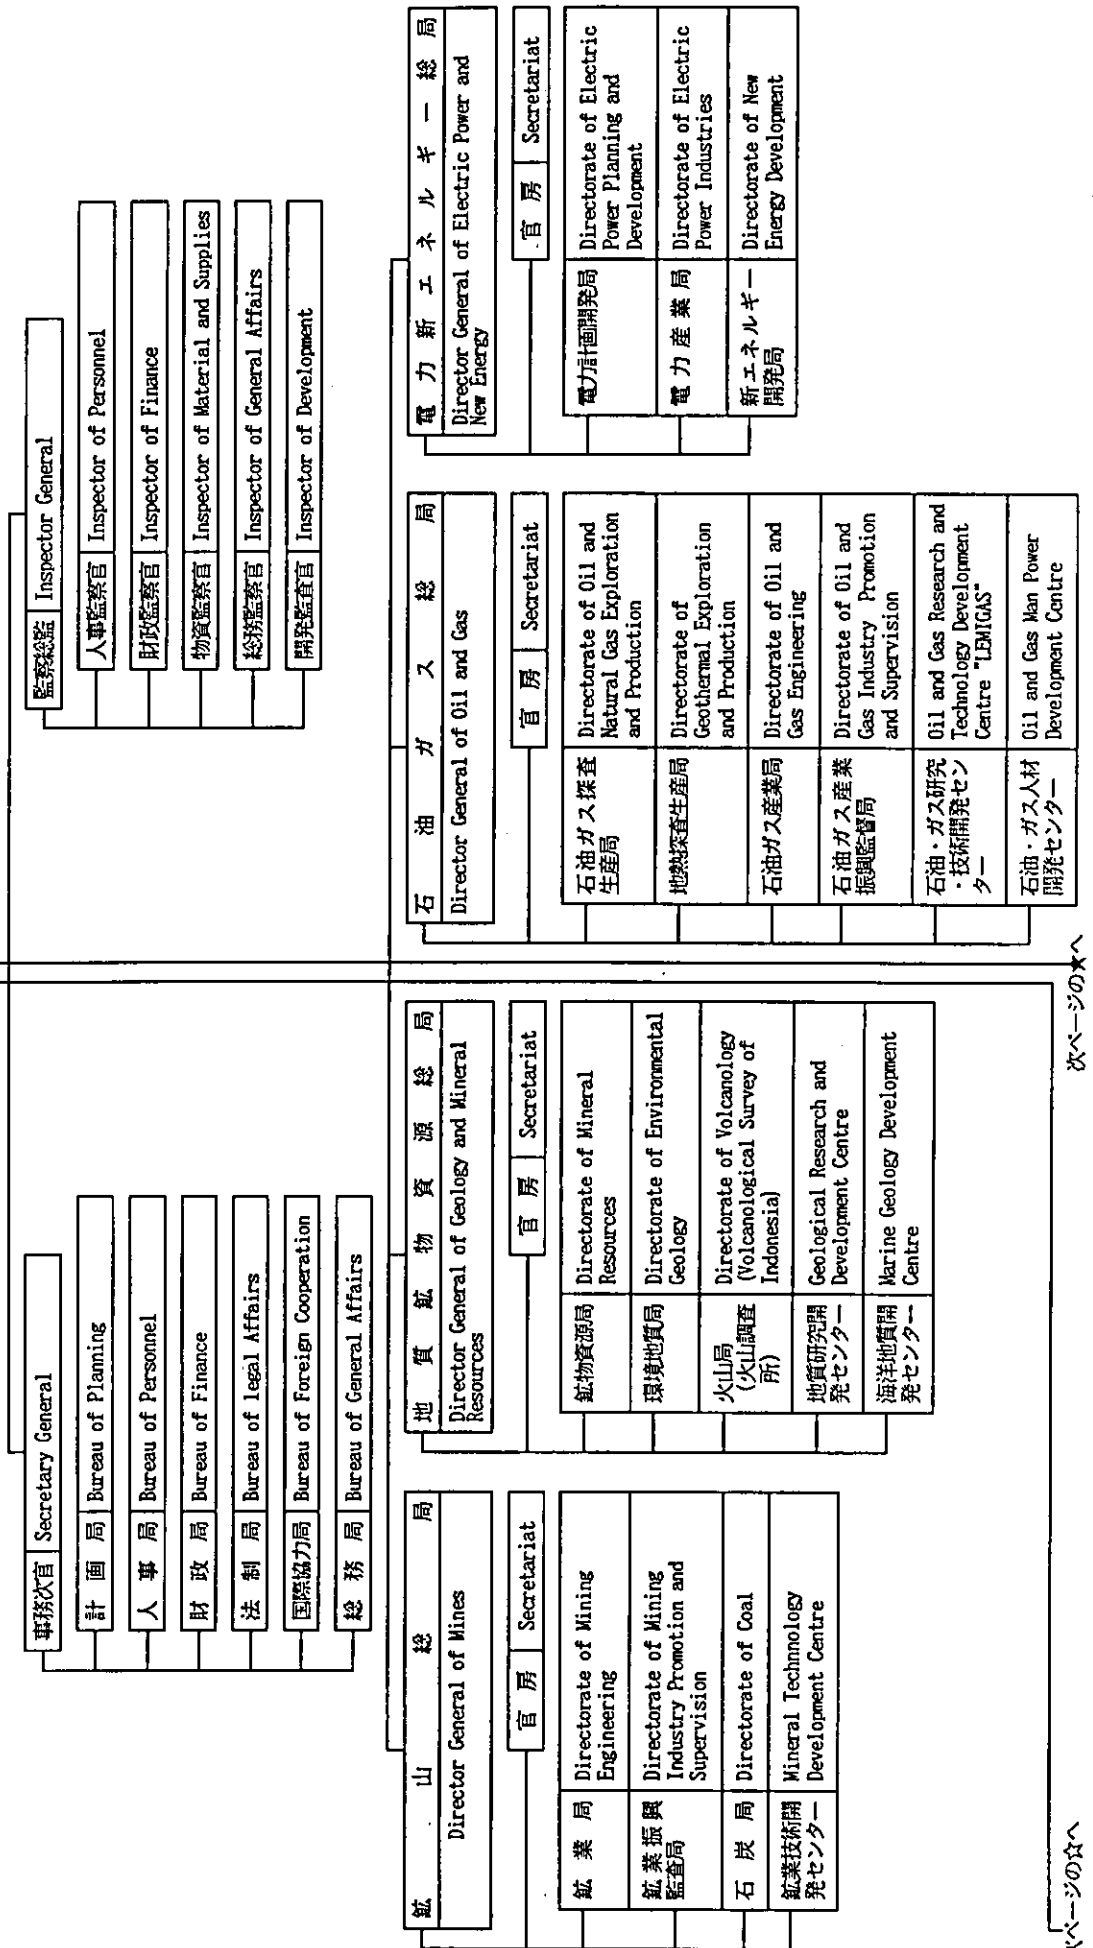 事務次官 Secretary General
計画局 Bureau of Planning
人事局 Bureau of Personnel
財政局 Bureau of Finance
法制局 Bureau of legal Affairs
国際協力局 Bureau of Foreign Cooperation
総務局 Bureau of General Affairs
監察総監 Inspector General
人事監察官 Inspector of Personnel
財政監察官 Inspector of Finance
物資監察官 Inspector of Material and Supplies
総務監察官 Inspector of General Affairs
開発監査官 Inspector of Development
鉱山総局
Director General of Mines
官房 Secretariat
鉱業局 Directorate of Mining
Engineering
鉱業振興
監査局
Directorate of Mining
Industry Promotion and
Supervision
石炭局 Directorate of Coal
鉱業技術開
発センター
Mineral Technology
Development Centre
地質鉱物資源総局
Director General of Geology and Mineral
Resources
官房 Secretariat
鉱物資源局 Directorate of Mineral
Resources
環境地質局 Directorate of Environmental
Geology
火山局
(火山調査
所)
Directorate of Volcanology
(Volcanological Survey of
Indonesia)
地質研究開
発センター
Geological Research and
Development Centre
海洋地質開
発センター
Marine Geology Development
Centre
石油ガス総局
Director General of Oil and Gas
官房 Secretariat
石油ガス探査
生産局
Directorate of Oil and
Natural Gas Exploration
and Production
地熱探査生産局 Directorate of
Geothermal Exploration
and Production
石油ガス産業局 Directorate of Oil and
Gas Engineering
石油ガス産業
振興監督局
Directorate of Oil and
Gas Industry Promotion
and Supervision
石油・ガス研究
・技術開発セン
ター
Oil and Gas Research and
Technology Development
Centre "LEMIGAS"
石油・ガス人材
開発センター
Oil and Gas Man Power
Development Centre
電力新エネルギー総局
Director General of Electric Power and
New Energy
官房 Secretariat
電力計画開発局 Directorate of Electric
Power Planning and
Development
電力産業局 Directorate of Electric
Power Industries
新エネルギー
開発局
Directorate of New
Energy Development
次ページの☆へ
次ページの★へ